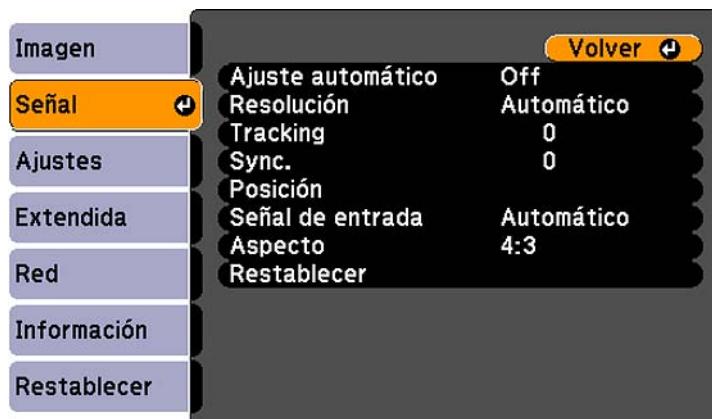 Imagen
Señal
Ajustes
Extendida
Red
Información
Restablecer
Volver
Ajuste automático Off
Resolución Automático
Tracking 0
Sync. 0
Posición
Señal de entrada Automático
Aspecto 4:3
Restablecer